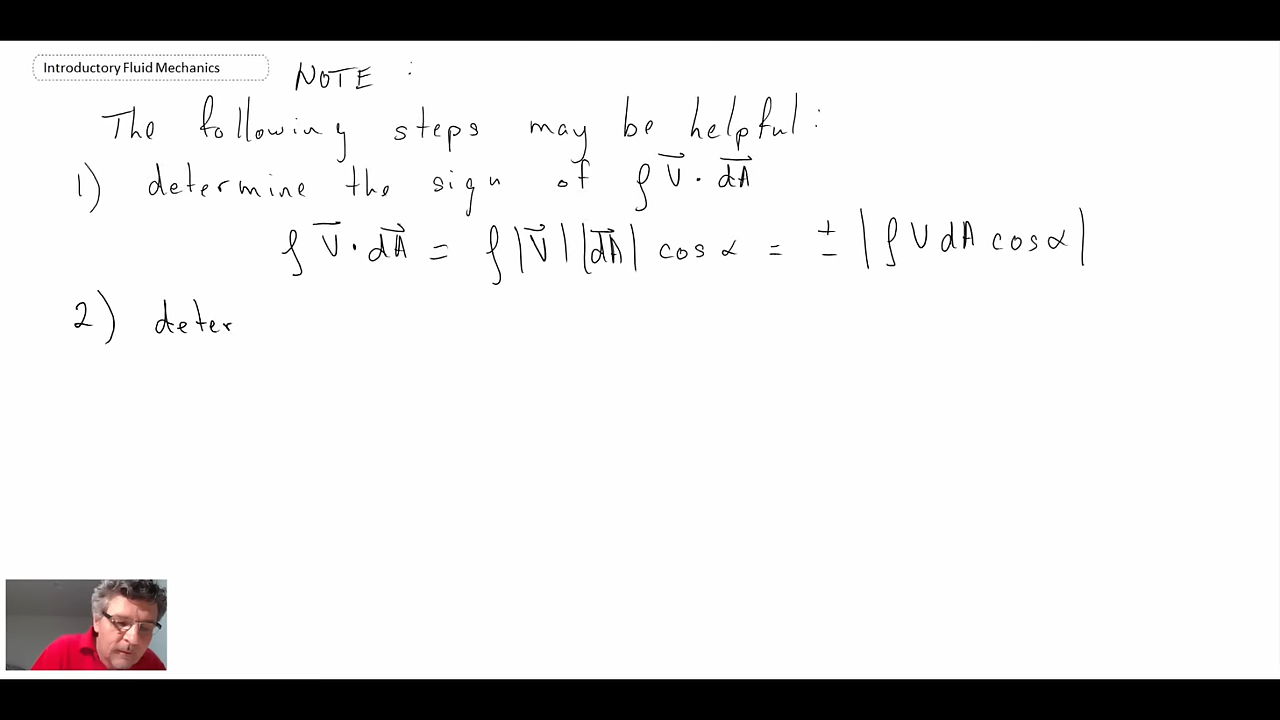 Introductory Fluid Mechanics
NOTE :
The following steps may be helpful:
1) determine the sign of ρ V⃗ · dA⃗
ρ V⃗ · dA⃗ = ρ |V⃗| |dA⃗| cos α = ± |ρ V dA cos α|
2) deter